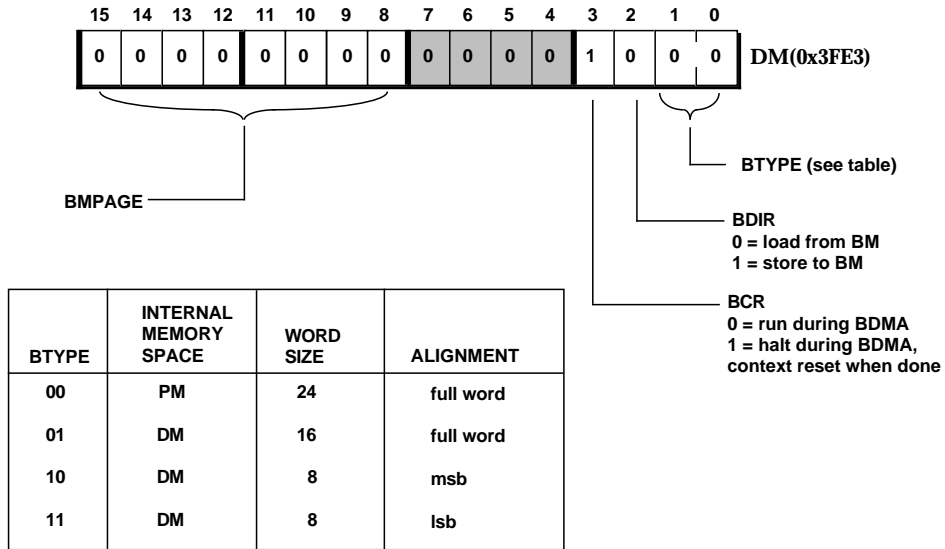 15 14 13 12 11 10 9 8 7 6 5 4 3 2 1 0
0 0 0 0 0 0 0 0 0 0 0 0 1 0 0 0 DM(0x3FE3)
BTYPE (see table)
BMPAGE
BDIR
0 = load from BM
1 = store to BM
BCR
0 = run during BDMA
1 = halt during BDMA,
context reset when done
BTYPE INTERNAL MEMORY SPACE WORD SIZE ALIGNMENT
00 PM 24 full word
01 DM 16 full word
10 DM 8 msb
11 DM 8 lsb